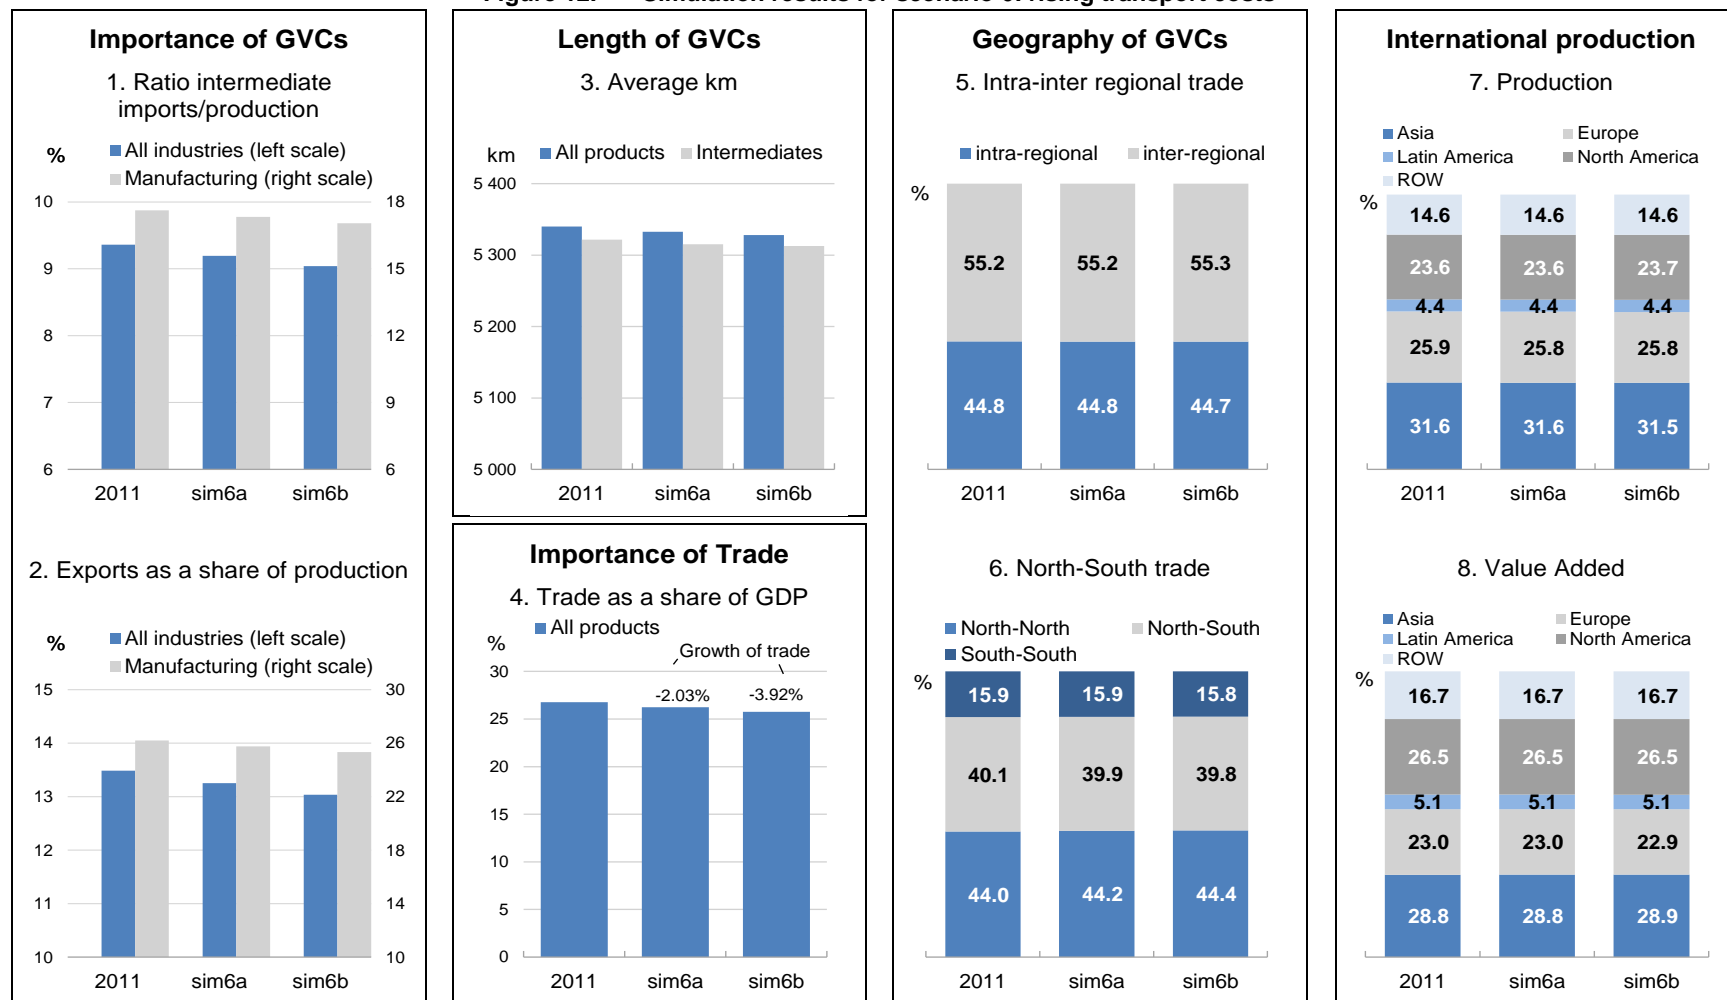 Figure 12. Simulation results for scenario 6: rising transport costs
Importance of GVCs
1. Ratio intermediate
imports/production
%
All industries (left scale)
Manufacturing (right scale)
10 18
9 15
8 12
7 9
6 6
2011 sim6a sim6b
2. Exports as a share of production
%
All industries (left scale)
Manufacturing (right scale)
15 30
14 26
13 22
12 18
11 14
10 10
2011 sim6a sim6b
Length of GVCs
3. Average km
km
All products Intermediates
5 400
5 300
5 200
5 100
5 000
2011 sim6a sim6b
Importance of Trade
4. Trade as a share of GDP
%
All products
Growth of trade
30
-2.03% -3.92%
25
20
15
10
5
0
2011 sim6a sim6b
Geography of GVCs
5. Intra-inter regional trade
intra-regional inter-regional
%
55.2 55.2 55.3
44.8 44.8 44.7
2011 sim6a sim6b
6. North-South trade
North-North North-South
South-South
%
15.9 15.9 15.8
40.1 39.9 39.8
44.0 44.2 44.4
2011 sim6a sim6b
International production
7. Production
Asia Europe
Latin America North America
ROW
%
14.6 14.6 14.6
23.6 23.6 23.7
4.4 4.4 4.4
25.9 25.8 25.8
31.6 31.6 31.5
2011 sim6a sim6b
8. Value Added
Asia Europe
Latin America North America
ROW
%
16.7 16.7 16.7
26.5 26.5 26.5
5.1 5.1 5.1
23.0 23.0 22.9
28.8 28.8 28.9
2011 sim6a sim6b